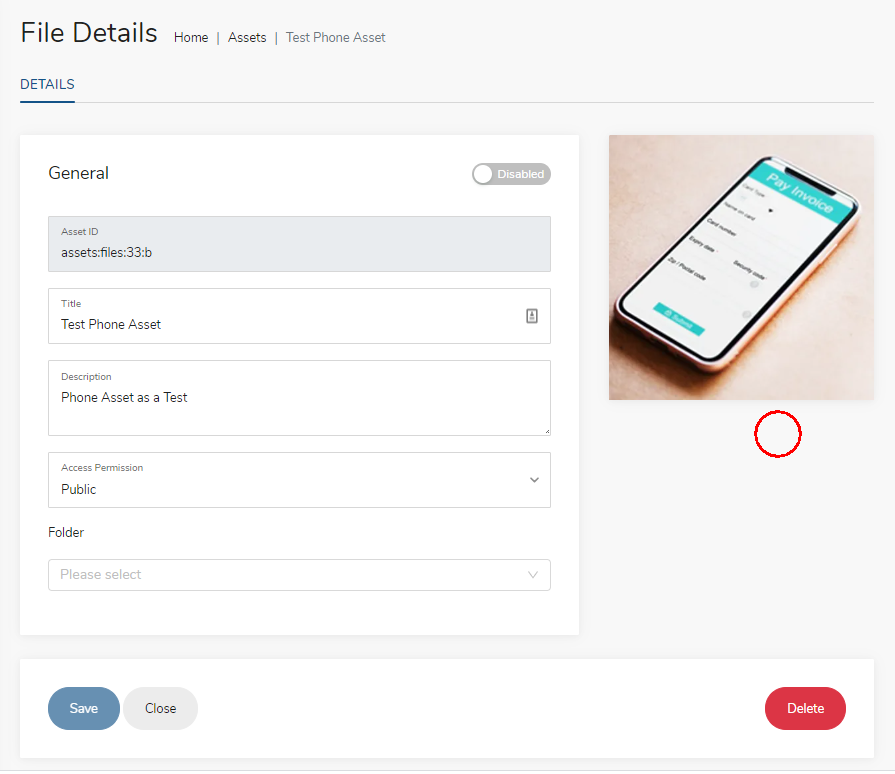 File Details Home | Assets | Test Phone Asset
DETAILS
General
Disabled
Asset ID
assets:files:33:b
Title
Test Phone Asset
Description
Phone Asset as a Test
Access Permission
Public
Folder
Please select
Pay Invoice
Card Type
Name on card
Card number
Expiry date
Security code
Zip / Postal code
Submit
Save
Close
Delete